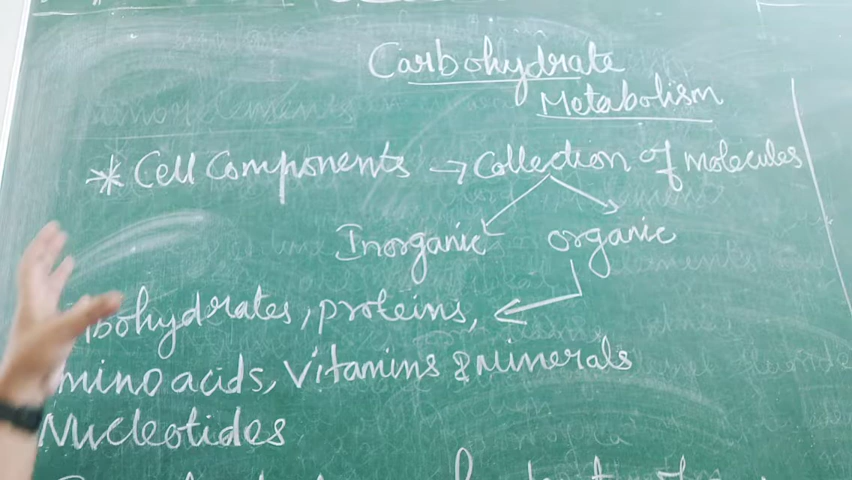 Carbohydrate
Metabolism
* Cell Components → Collection of molecules
Inorganic organic
bohydrates, proteins,
mino acids, Vitamins & Minerals
Nucleotides